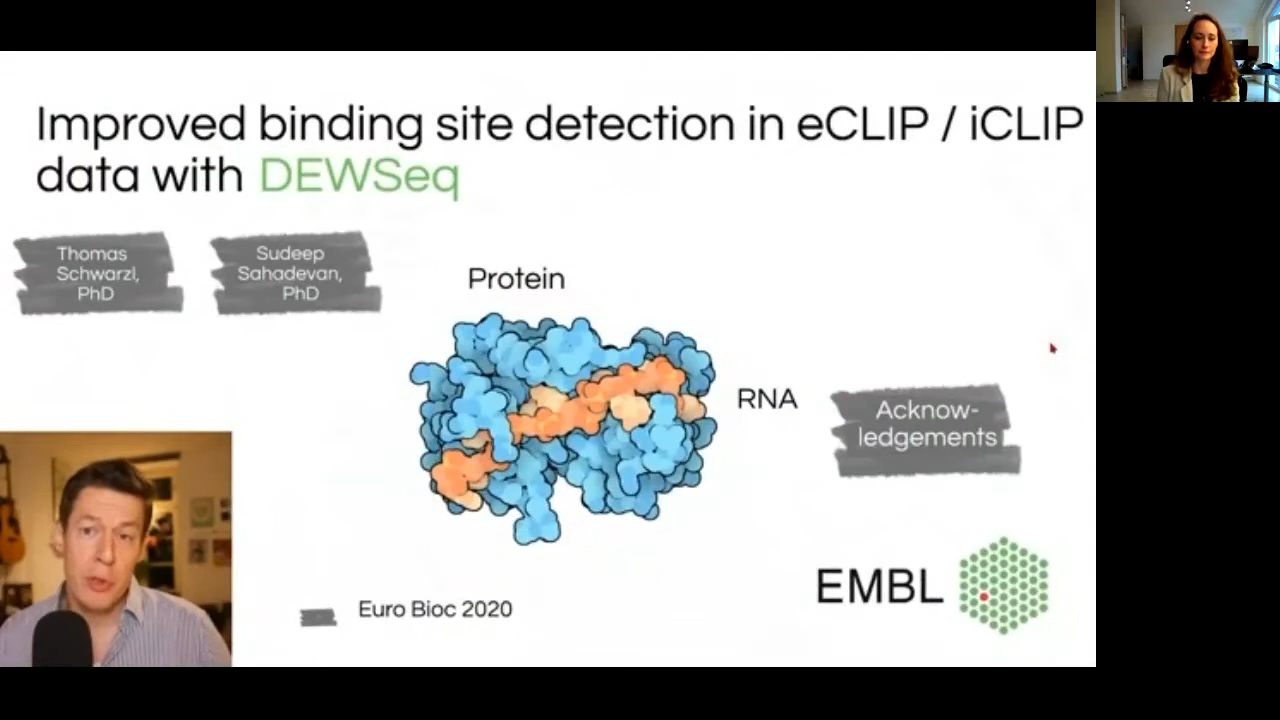 Improved binding site detection in eCLIP / iCLIP
data with DEWSeq
Thomas
Schwarzl,
PhD
Sudeep
Sahadevan,
PhD
Protein
RNA
Acknow-
ledgements
EMBL
Euro Bioc 2020